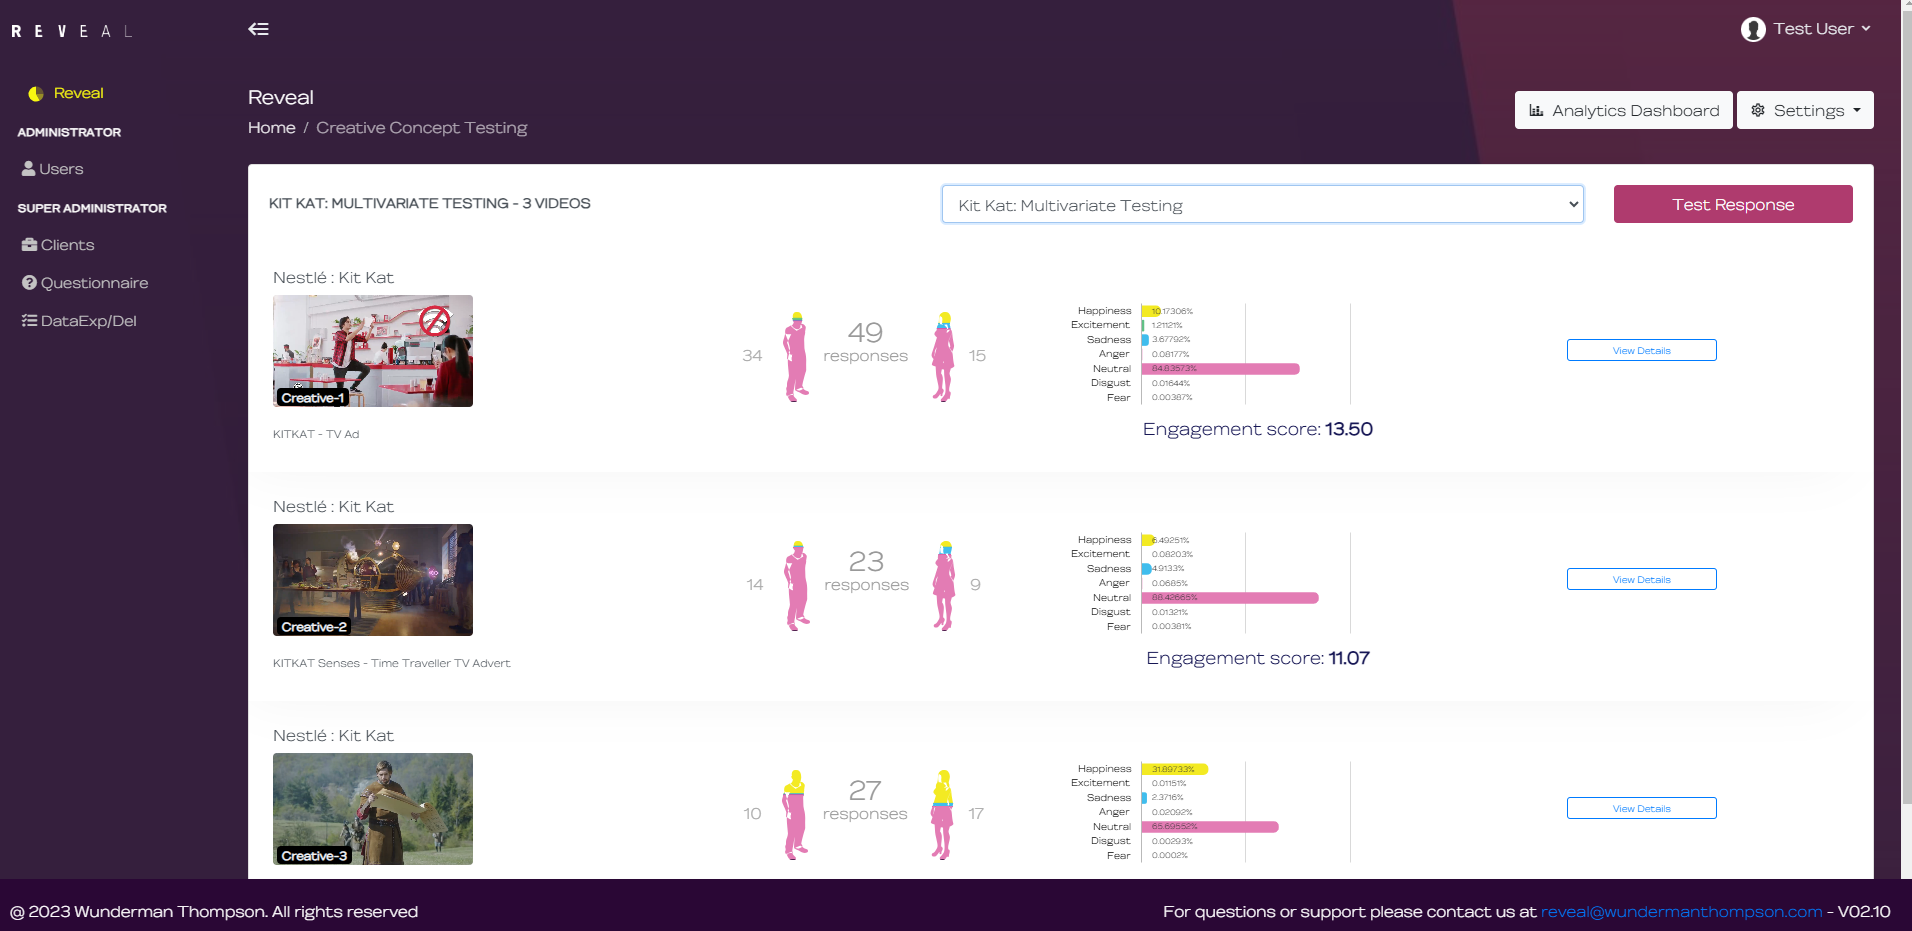 REVEAL
Test User
Reveal
ADMINISTRATOR
Users
SUPER ADMINISTRATOR
Clients
Questionnaire
DataExp/Del
Reveal
Home / Creative Concept Testing
Analytics Dashboard
Settings
KIT KAT: MULTIVARIATE TESTING - 3 VIDEOS
Kit Kat: Multivariate Testing
Test Response
Nestlé : Kit Kat
Creative-1
KITKAT - TV Ad
34
49
responses
15
Happiness 10.17306%
Excitement 1.21121%
Sadness 3.67792%
Anger 0.08177%
Neutral 84.83573%
Disgust 0.01644%
Fear 0.00387%
Engagement score: 13.50
View Details
Nestlé : Kit Kat
Creative-2
KITKAT Senses - Time Traveller TV Advert
14
23
responses
9
Happiness 6.49251%
Excitement 0.08203%
Sadness 4.9133%
Anger 0.0685%
Neutral 88.42665%
Disgust 0.01321%
Fear 0.00381%
Engagement score: 11.07
View Details
Nestlé : Kit Kat
Creative-3
10
27
responses
17
Happiness 31.89733%
Excitement 0.01151%
Sadness 2.3716%
Anger 0.02092%
Neutral 65.69552%
Disgust 0.00293%
Fear 0.0002%
View Details
@ 2023 Wunderman Thompson. All rights reserved
For questions or support please contact us at reveal@wundermanthompson.com - V02.10